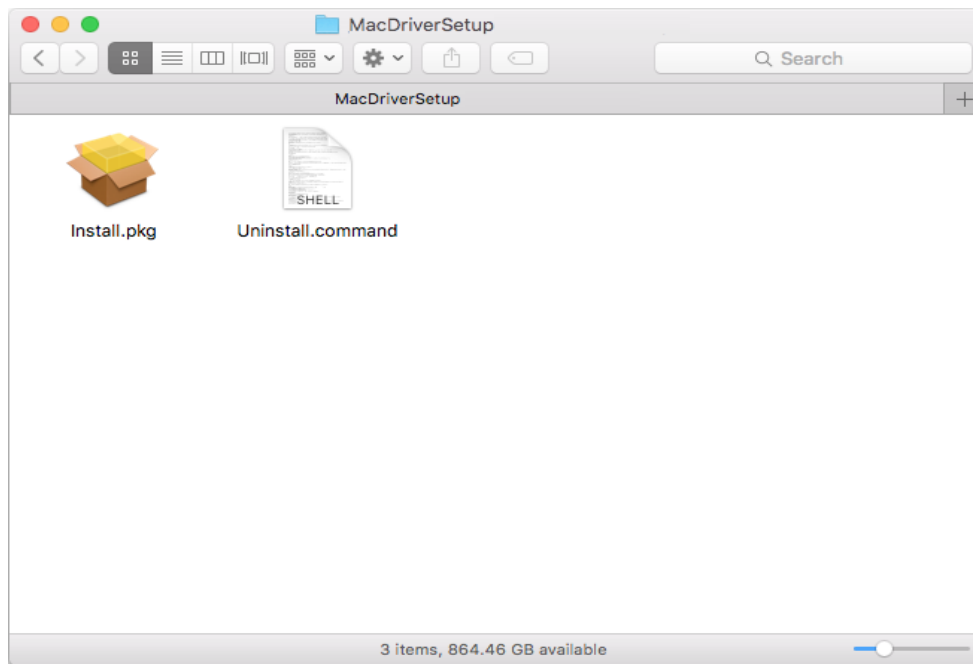 MacDriverSetup
Search
MacDriverSetup
SHELL
Install.pkg
Uninstall.command
3 items, 864.46 GB available